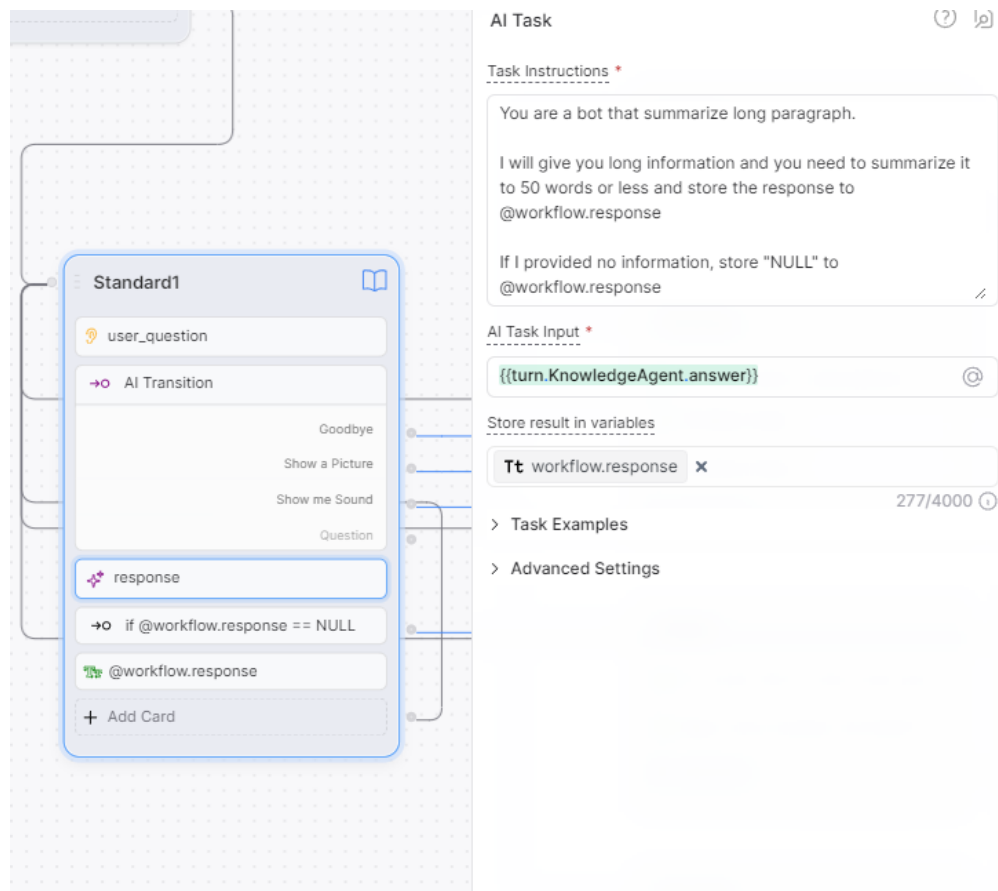 Standard1
user_question
AI Transition
Goodbye
Show a Picture
Show me Sound
Question
response
if @workflow.response == NULL
@workflow.response
+ Add Card
AI Task
Task Instructions *
You are a bot that summarize long paragraph.
I will give you long information and you need to summarize it
to 50 words or less and store the response to
@workflow.response
If I provided no information, store "NULL" to
@workflow.response
AI Task Input *
{{turn.KnowledgeAgent.answer}}
Store result in variables
Tt workflow.response ×
277/4000
> Task Examples
> Advanced Settings